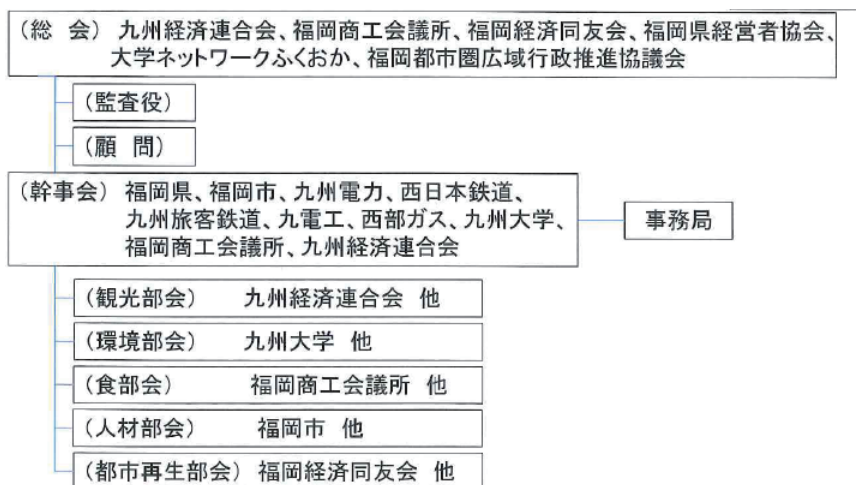 (総　会) 九州経済連合会、福岡商工会議所、福岡経済同友会、福岡県経営者協会、
大学ネットワークふくおか、福岡都市圏広域行政推進協議会
(監査役)
(顧　問)
(幹事会) 福岡県、福岡市、九州電力、西日本鉄道、
九州旅客鉄道、九電工、西部ガス、九州大学、
福岡商工会議所、九州経済連合会
事務局
(観光部会)　九州経済連合会 他
(環境部会)　九州大学 他
(食部会)　福岡商工会議所 他
(人材部会)　福岡市 他
(都市再生部会) 福岡経済同友会 他